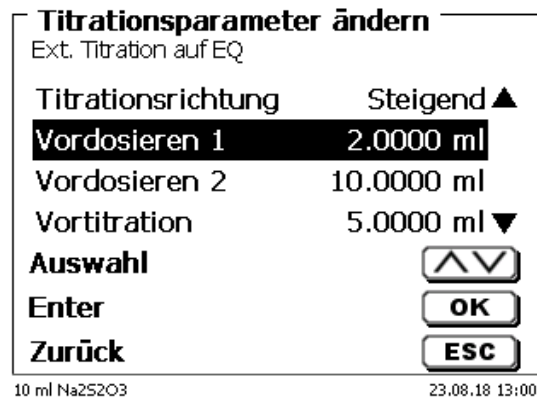 Titrationsparameter ändern
Ext. Titration auf EQ
Titrationsrichtung Steigend ▲
Vordosieren 1 2.0000 ml
Vordosieren 2 10.0000 ml
Vortitration 5.0000 ml ▼
Auswahl
Enter OK
Zurück ESC
10 ml Na2S2O3 23.08.18 13:00